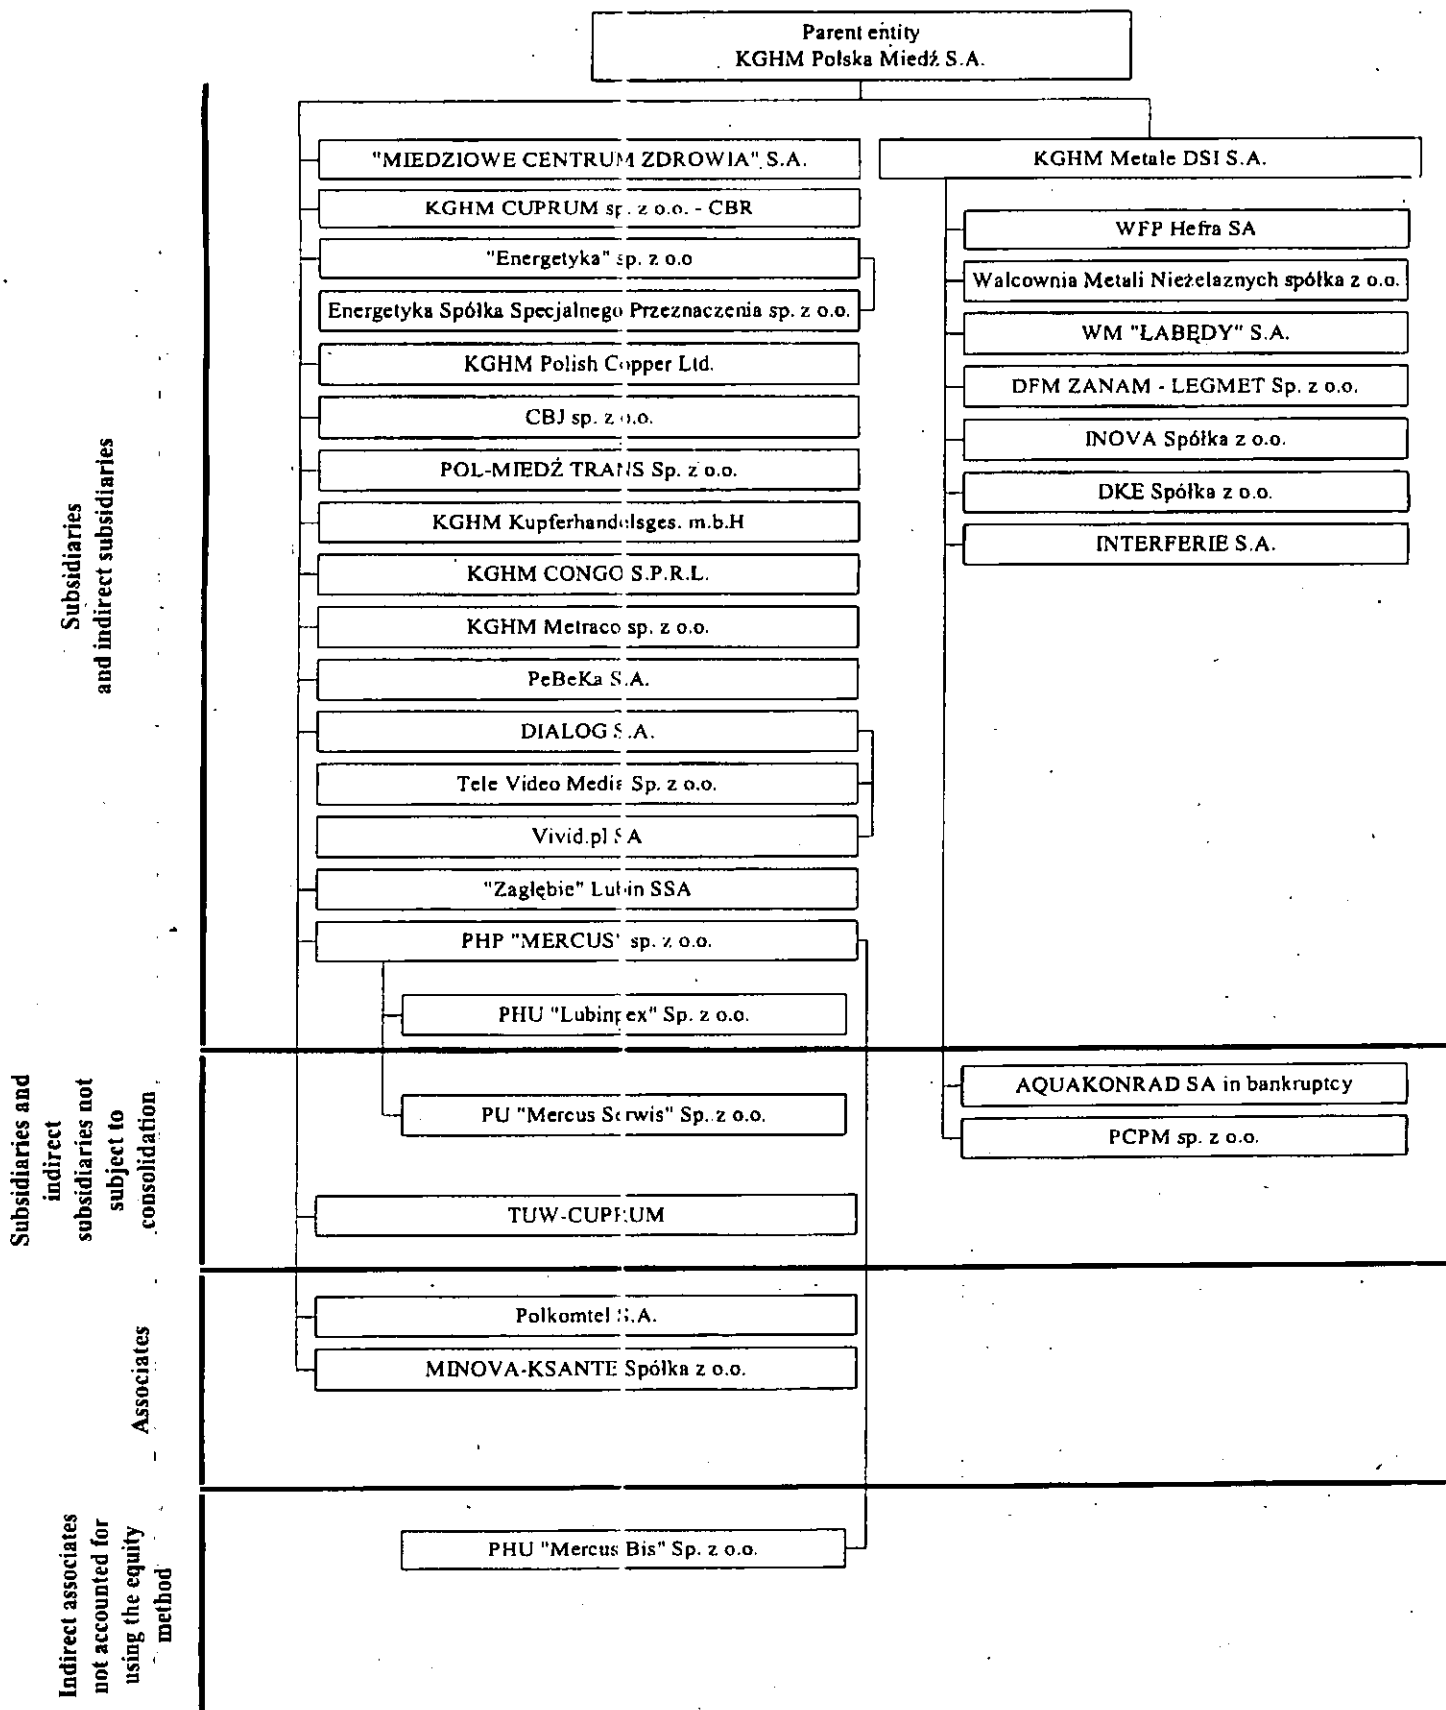 Parent entity
KGHM Polska Miedź S.A.
Subsidiaries
and indirect subsidiaries
"MIEDZIOWE CENTRUM ZDROWIA" S.A.
KGHM CUPRUM sp. z o.o. - CBR
"Energetyka" sp. z o.o
Energetyka Spółka Specjalnego Przeznaczenia sp. z o.o.
KGHM Polish Copper Ltd.
CBJ sp. z o.o.
POL-MIEDŹ TRANS Sp. z o.o.
KGHM Kupferhandelsges. m.b.H
KGHM CONGO S.P.R.L.
KGHM Metraco sp. z o.o.
PeBeKa S.A.
DIALOG S.A.
Tele Video Media Sp. z o.o.
Vivid.pl SA
"Zagłębie" Lubin SSA
PHP "MERCUS" sp. z o.o.
PHU "Lubinpex" Sp. z o.o.
KGHM Metale DSI S.A.
WFP Hefra SA
Walcownia Metali Nieżelaznych spółka z o.o.
WM "ŁABĘDY" S.A.
DFM ZANAM - LEGMET Sp. z o.o.
INOVA Spółka z o.o.
DKE Spółka z o.o.
INTERFERIE S.A.
Subsidiaries and
indirect
subsidiaries not
subject to
consolidation
PU "Mercus Serwis" Sp. z o.o.
TUW-CUPRUM
AQUAKONRAD SA in bankruptcy
PCPM sp. z o.o.
Associates
Polkomtel S.A.
MINOVA-KSANTE Spółka z o.o.
Indirect associates
not accounted for
using the equity
method
PHU "Mercus Bis" Sp. z o.o.